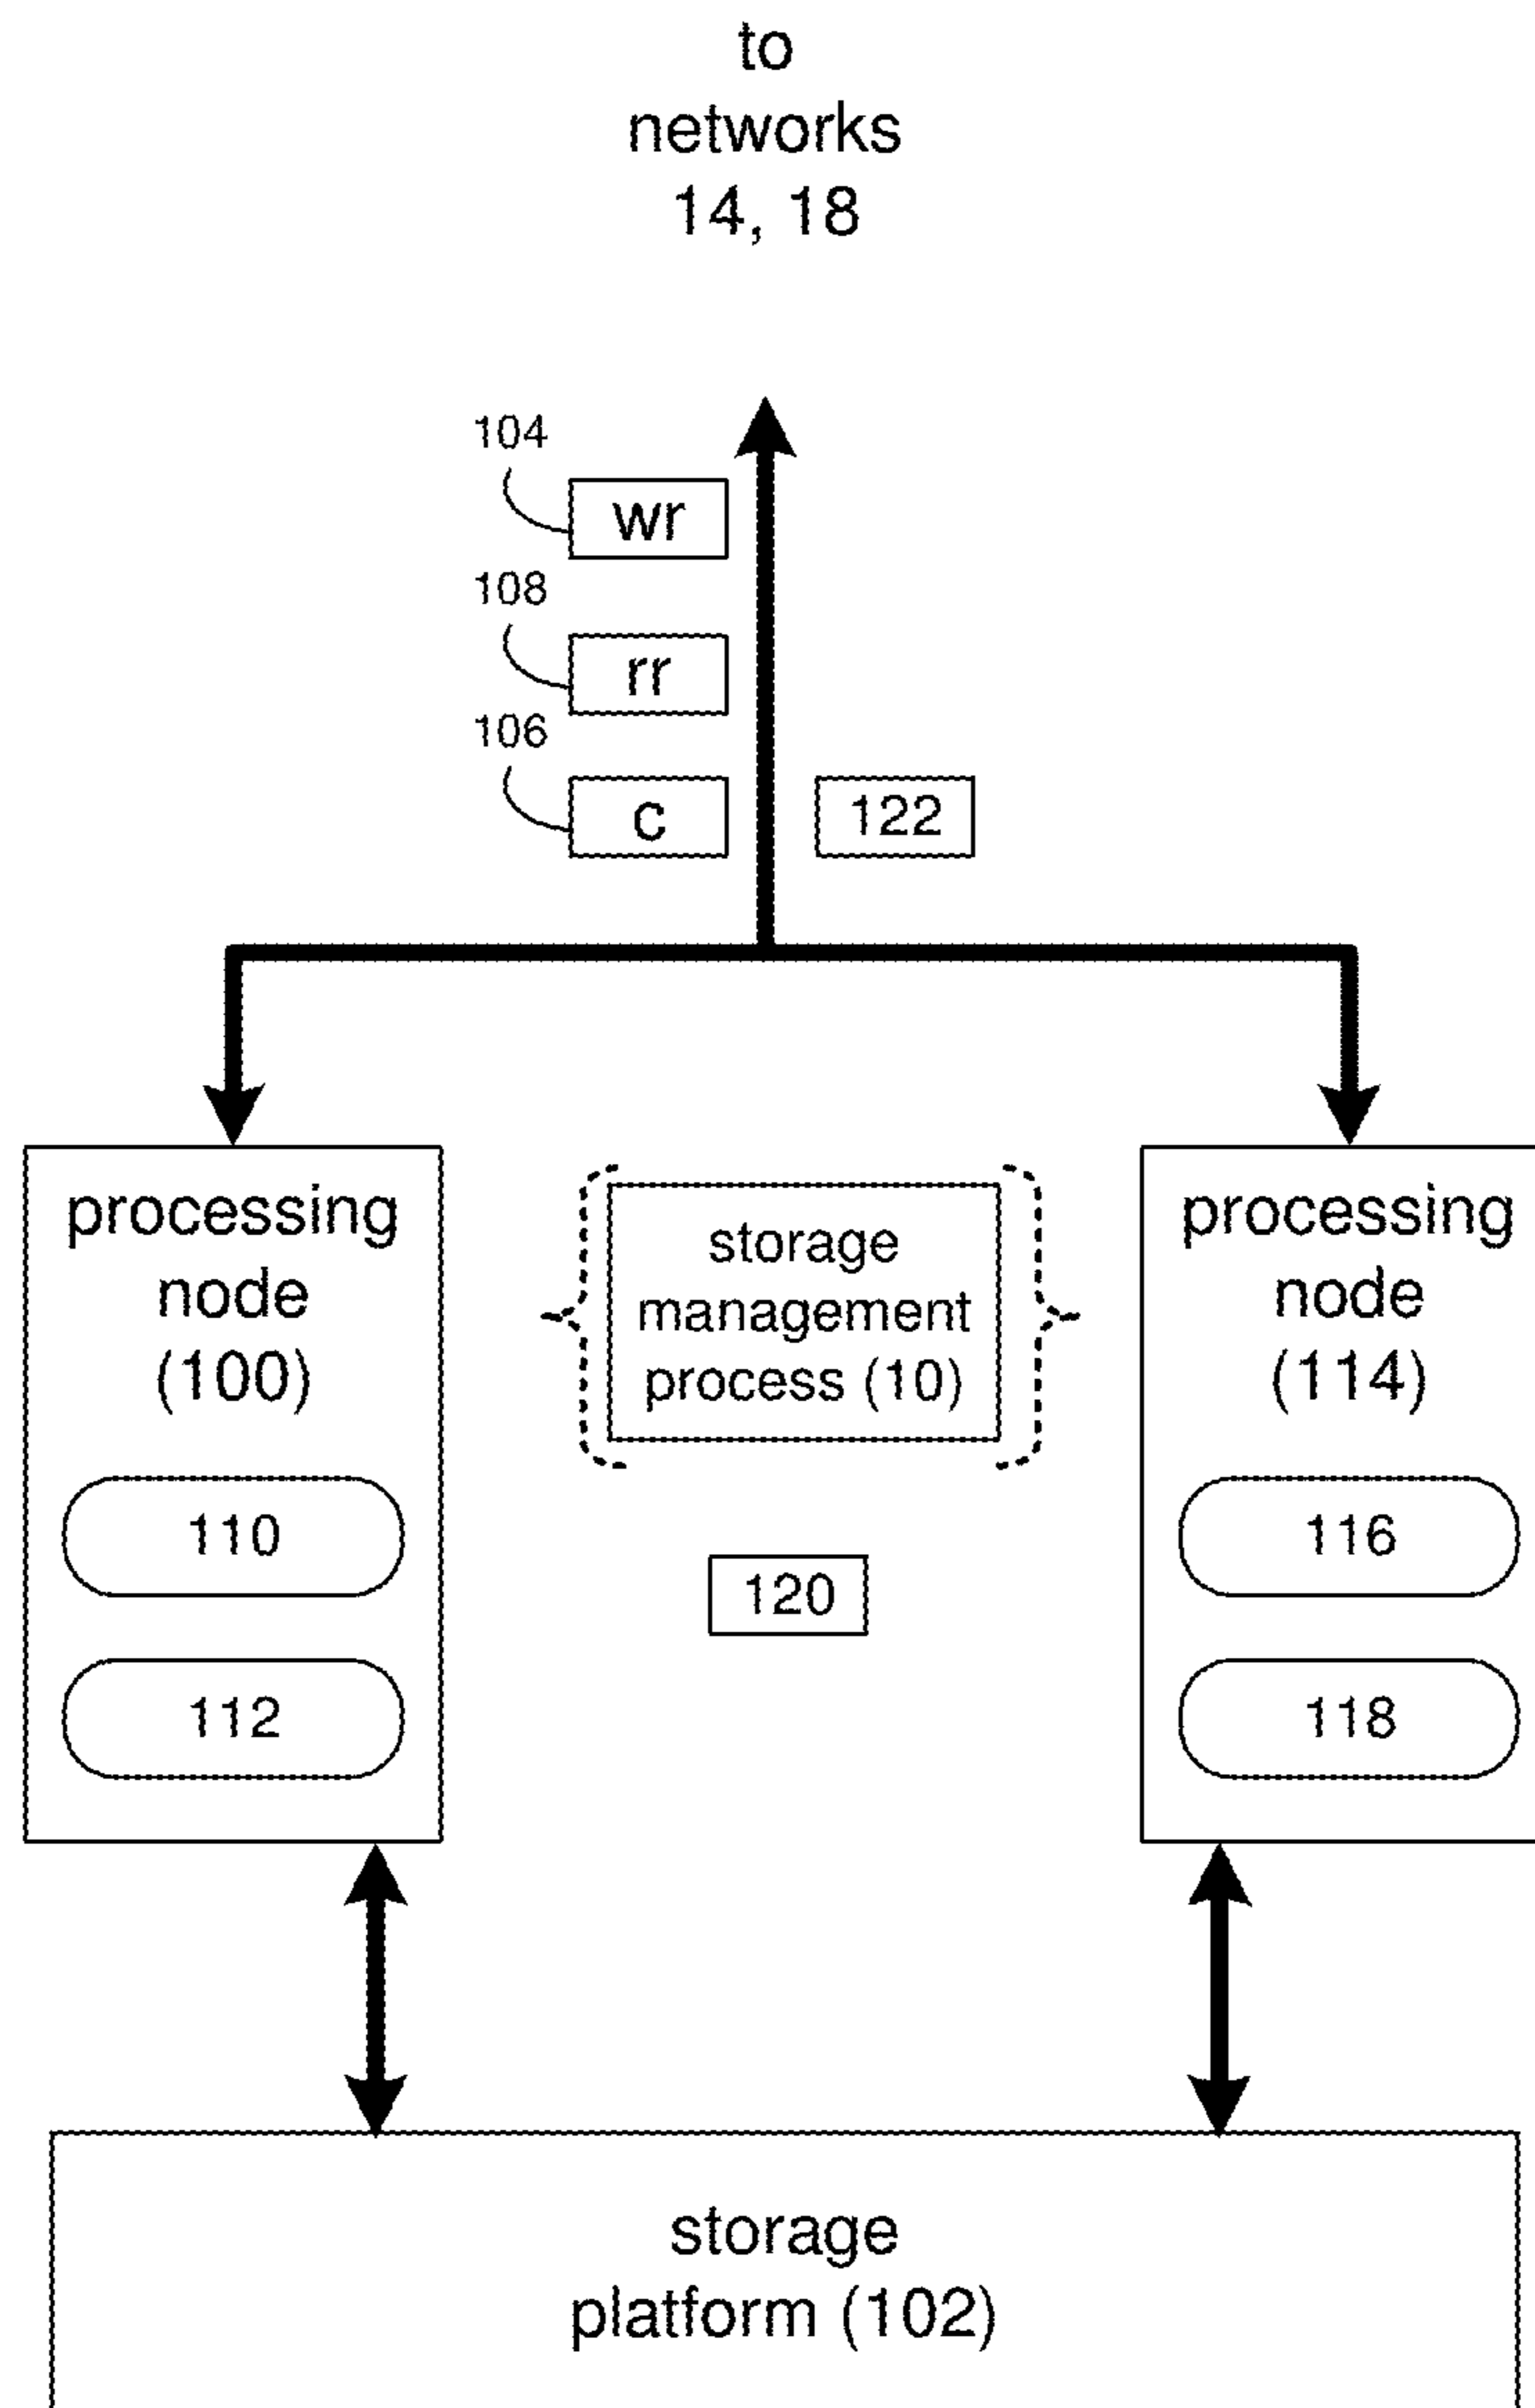 to
networks
14, 18
104
wr
108
rr
106
c
122
processing
node
(100)
110
112
storage
management
process (10)
120
processing
node
(114)
116
118
storage
platform (102)